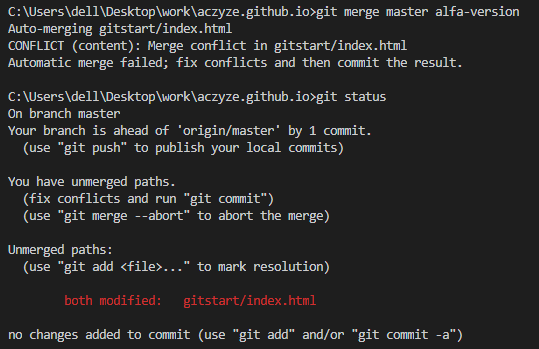 C:\Users\dell\Desktop\work\aczyze.github.io>git merge master alfa-version
Auto-merging gitstart/index.html
CONFLICT (content): Merge conflict in gitstart/index.html
Automatic merge failed; fix conflicts and then commit the result.
C:\Users\dell\Desktop\work\aczyze.github.io>git status
On branch master
Your branch is ahead of 'origin/master' by 1 commit.
(use "git push" to publish your local commits)
You have unmerged paths.
(fix conflicts and run "git commit")
(use "git merge --abort" to abort the merge)
Unmerged paths:
(use "git add <file>..." to mark resolution)
both modified: gitstart/index.html
no changes added to commit (use "git add" and/or "git commit -a")